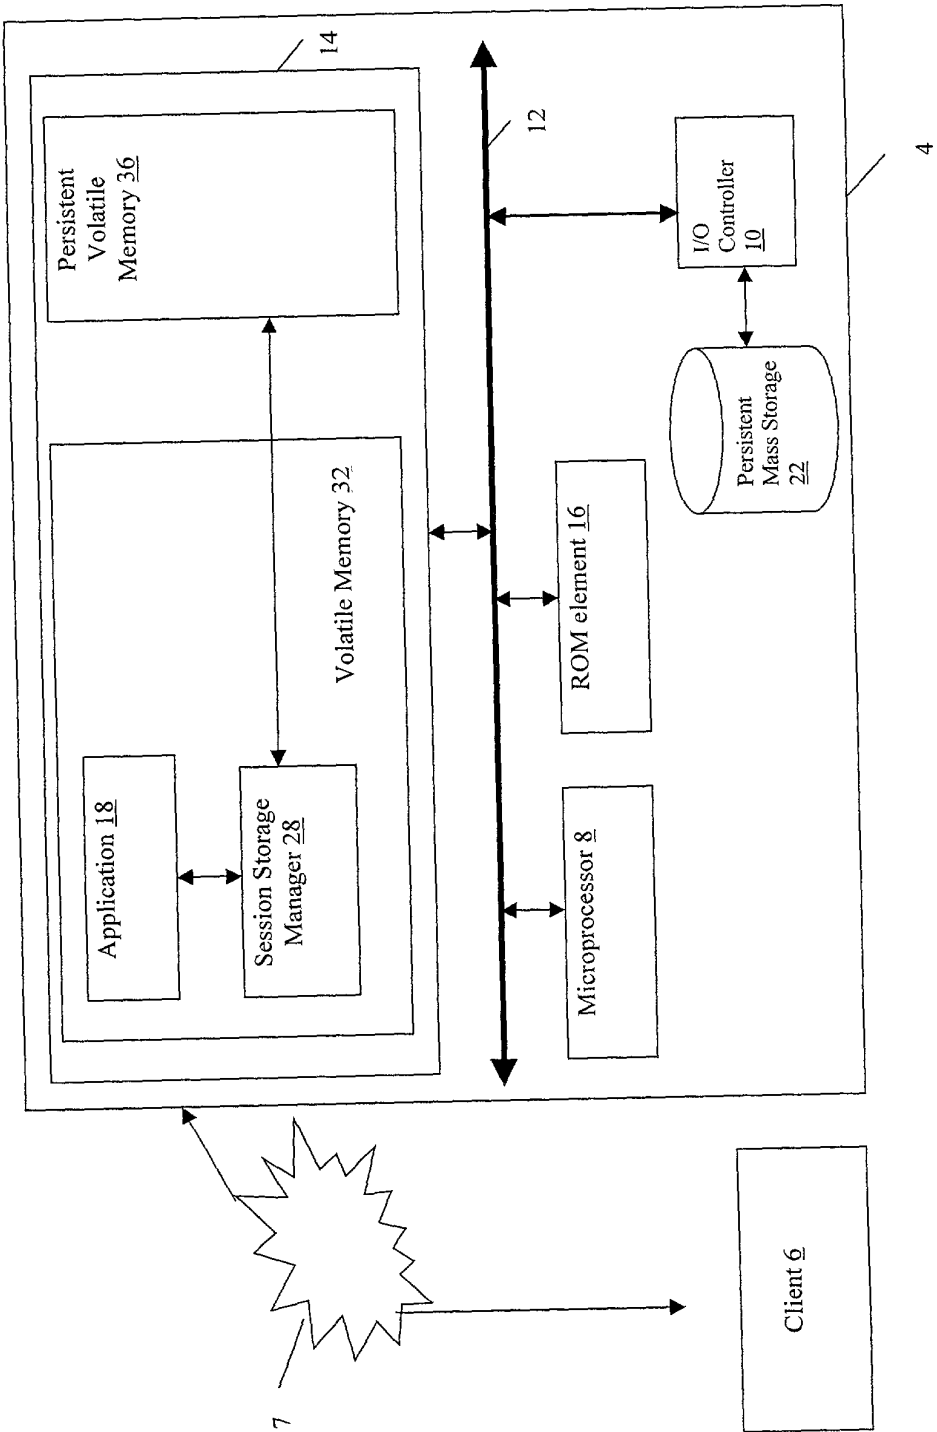 14
Persistent
Volatile
Memory 36
Volatile Memory 32
Application 18
Session Storage
Manager 28
12
I/O
Controller
10
Persistent
Mass Storage
22
ROM element 16
Microprocessor 8
4
7
Client 6